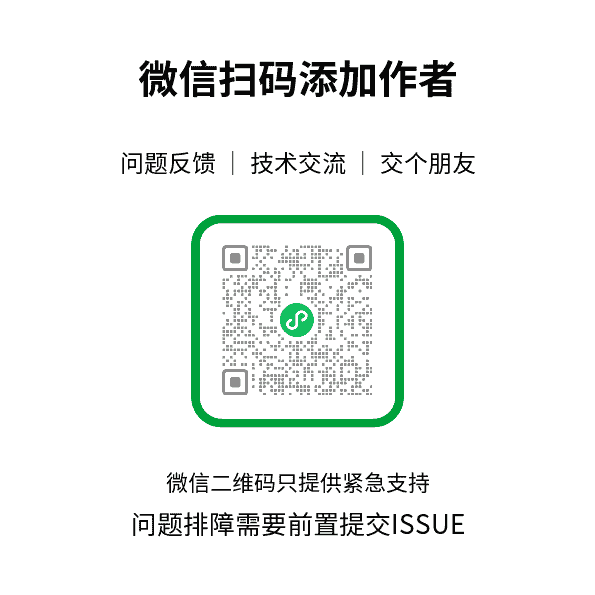 微信扫码添加作者
问题反馈｜技术交流｜交个朋友
微信二维码只提供紧急支持
问题排障需要前置提交ISSUE